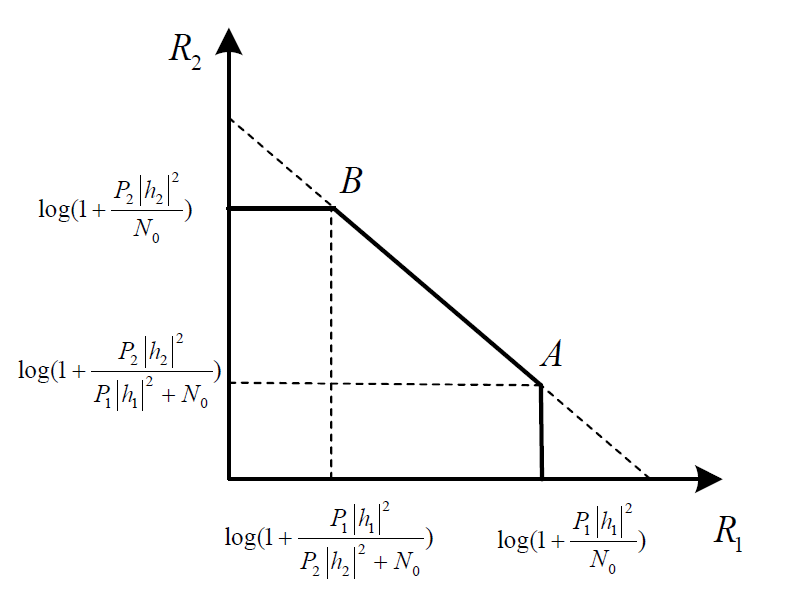 R₂
B
log(1 + P₂|h₂|² / N₀)
A
log(1 + P₂|h₂|² / P₁|h₁|² + N₀)
log(1 + P₁|h₁|² / P₂|h₂|² + N₀)
log(1 + P₁|h₁|² / N₀)
R₁